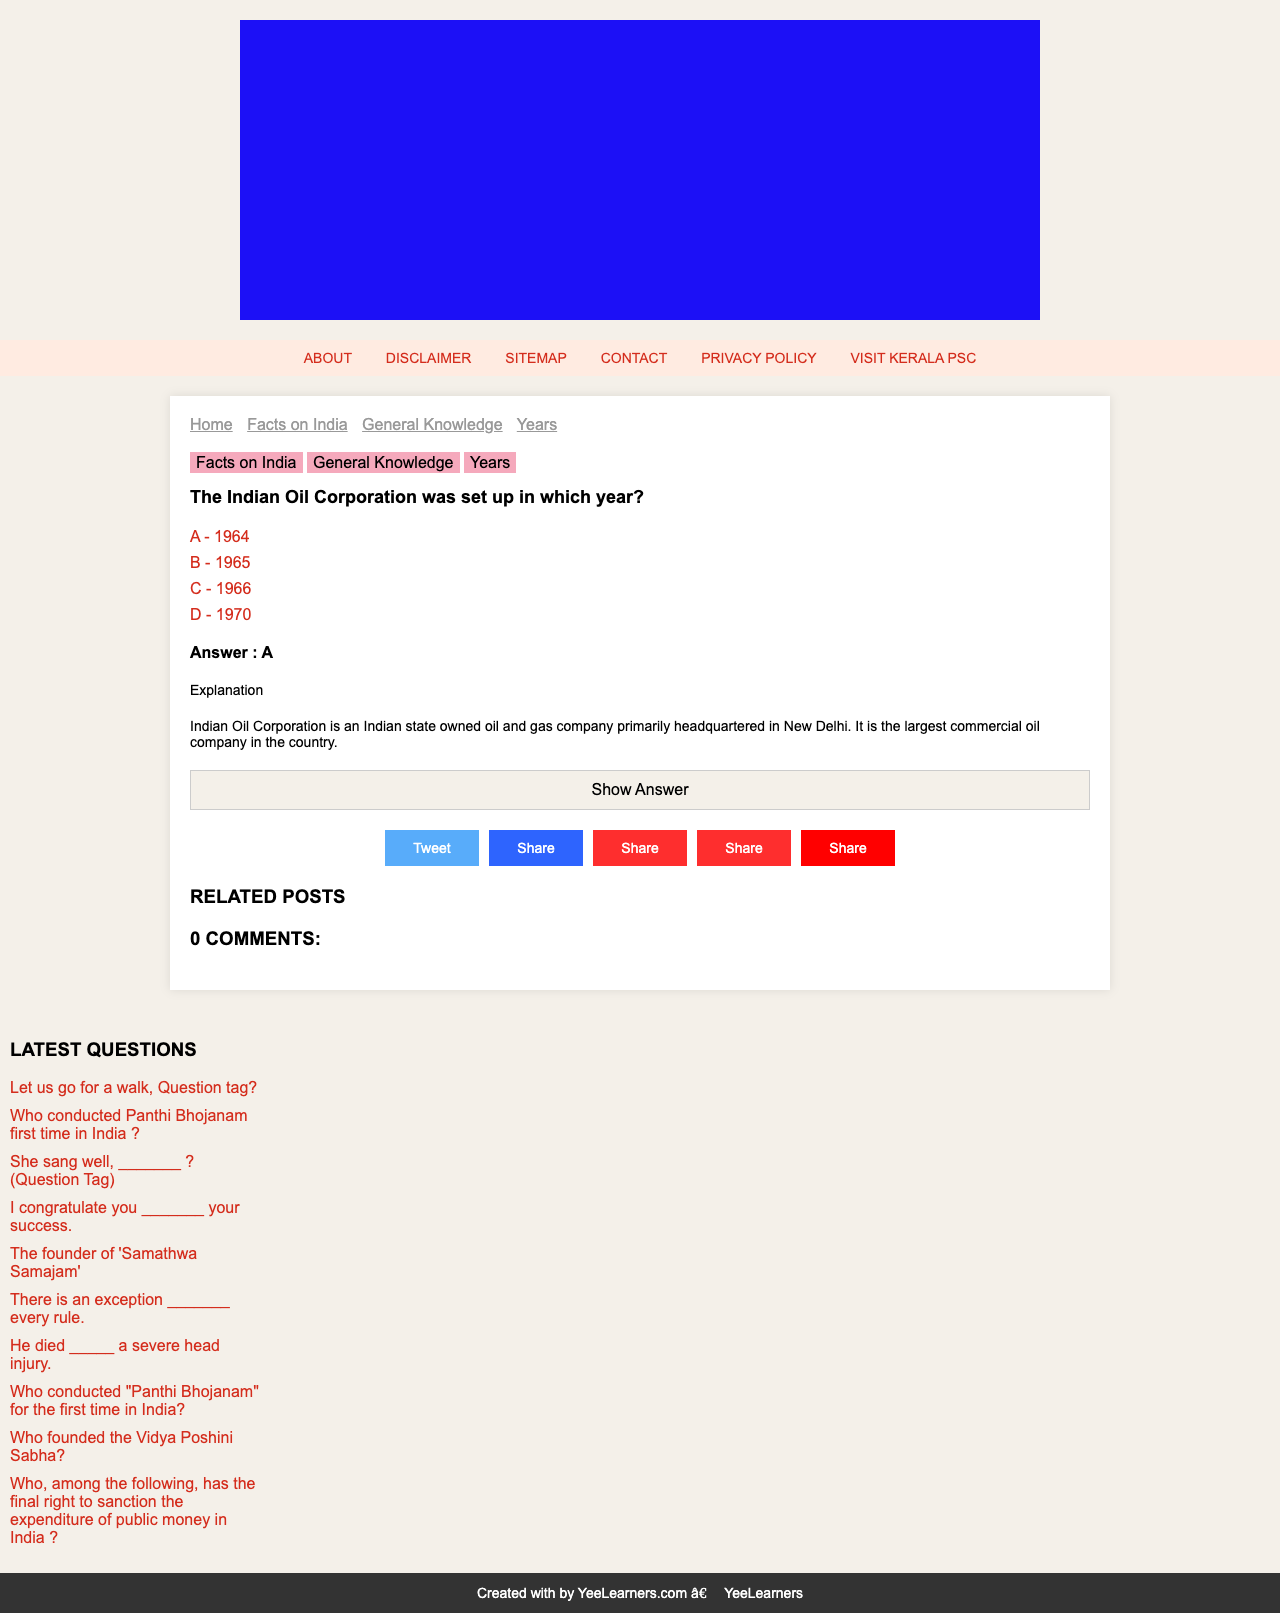 ABOUT DISCLAIMER SITEMAP CONTACT PRIVACY POLICY VISIT KERALA PSC
Home Facts on India General Knowledge Years
Facts on India General Knowledge Years
The Indian Oil Corporation was set up in which year?
A - 1964
B - 1965
C - 1966
D - 1970
Answer : A
Explanation
Indian Oil Corporation is an Indian state owned oil and gas company primarily headquartered in New Delhi. It is the largest commercial oil
company in the country.
Show Answer
Tweet Share Share Share Share
RELATED POSTS
0 COMMENTS:
LATEST QUESTIONS
Let us go for a walk, Question tag?
Who conducted Panthi Bhojanam
first time in India ?
She sang well, _______ ?
(Question Tag)
I congratulate you _______ your
success.
The founder of 'Samathwa
Samajam'
There is an exception _______
every rule.
He died _____ a severe head
injury.
Who conducted "Panthi Bhojanam"
for the first time in India?
Who founded the Vidya Poshini
Sabha?
Who, among the following, has the
final right to sanction the
expenditure of public money in
India ?
Created with by YeeLearners.com â€ YeeLearners